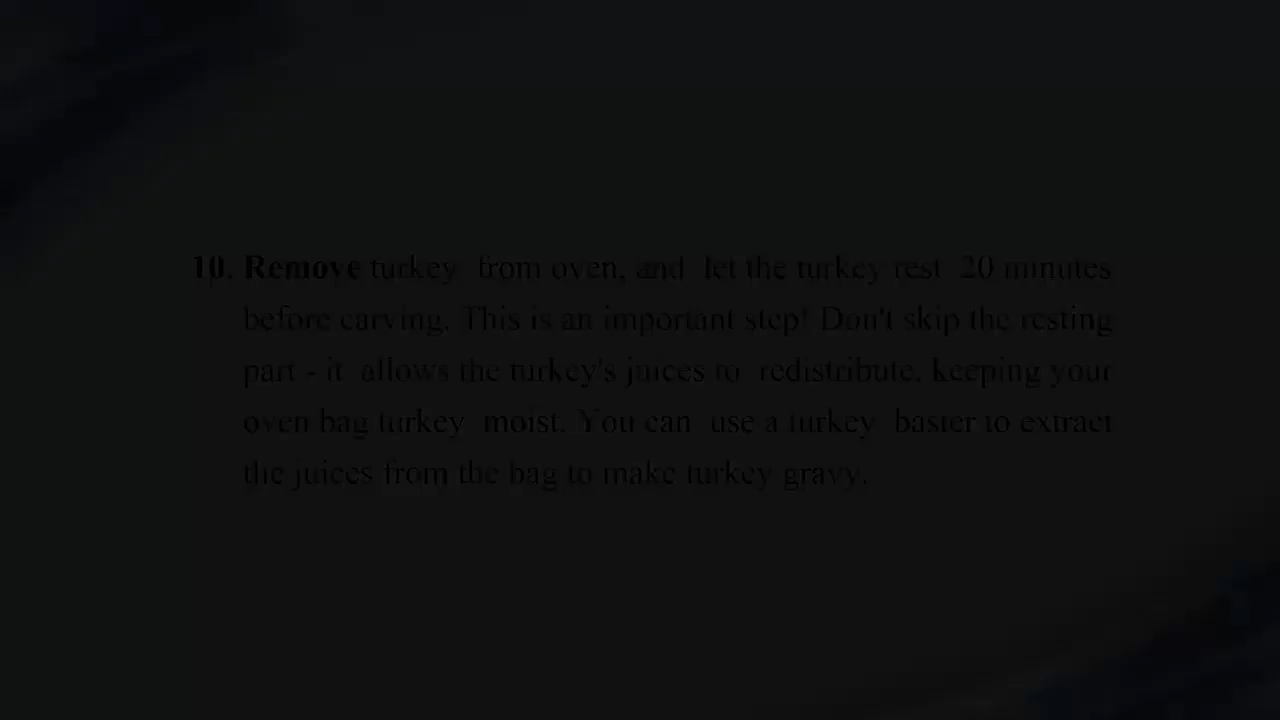 10. Remove turkey from oven, and let the turkey rest 20 minutes
before carving. This is an important step! Don't skip the resting
part - it allows the turkey's juices to redistribute, keeping your
oven bag turkey moist. You can use a turkey baster to extract
the juices from the bag to make turkey gravy.